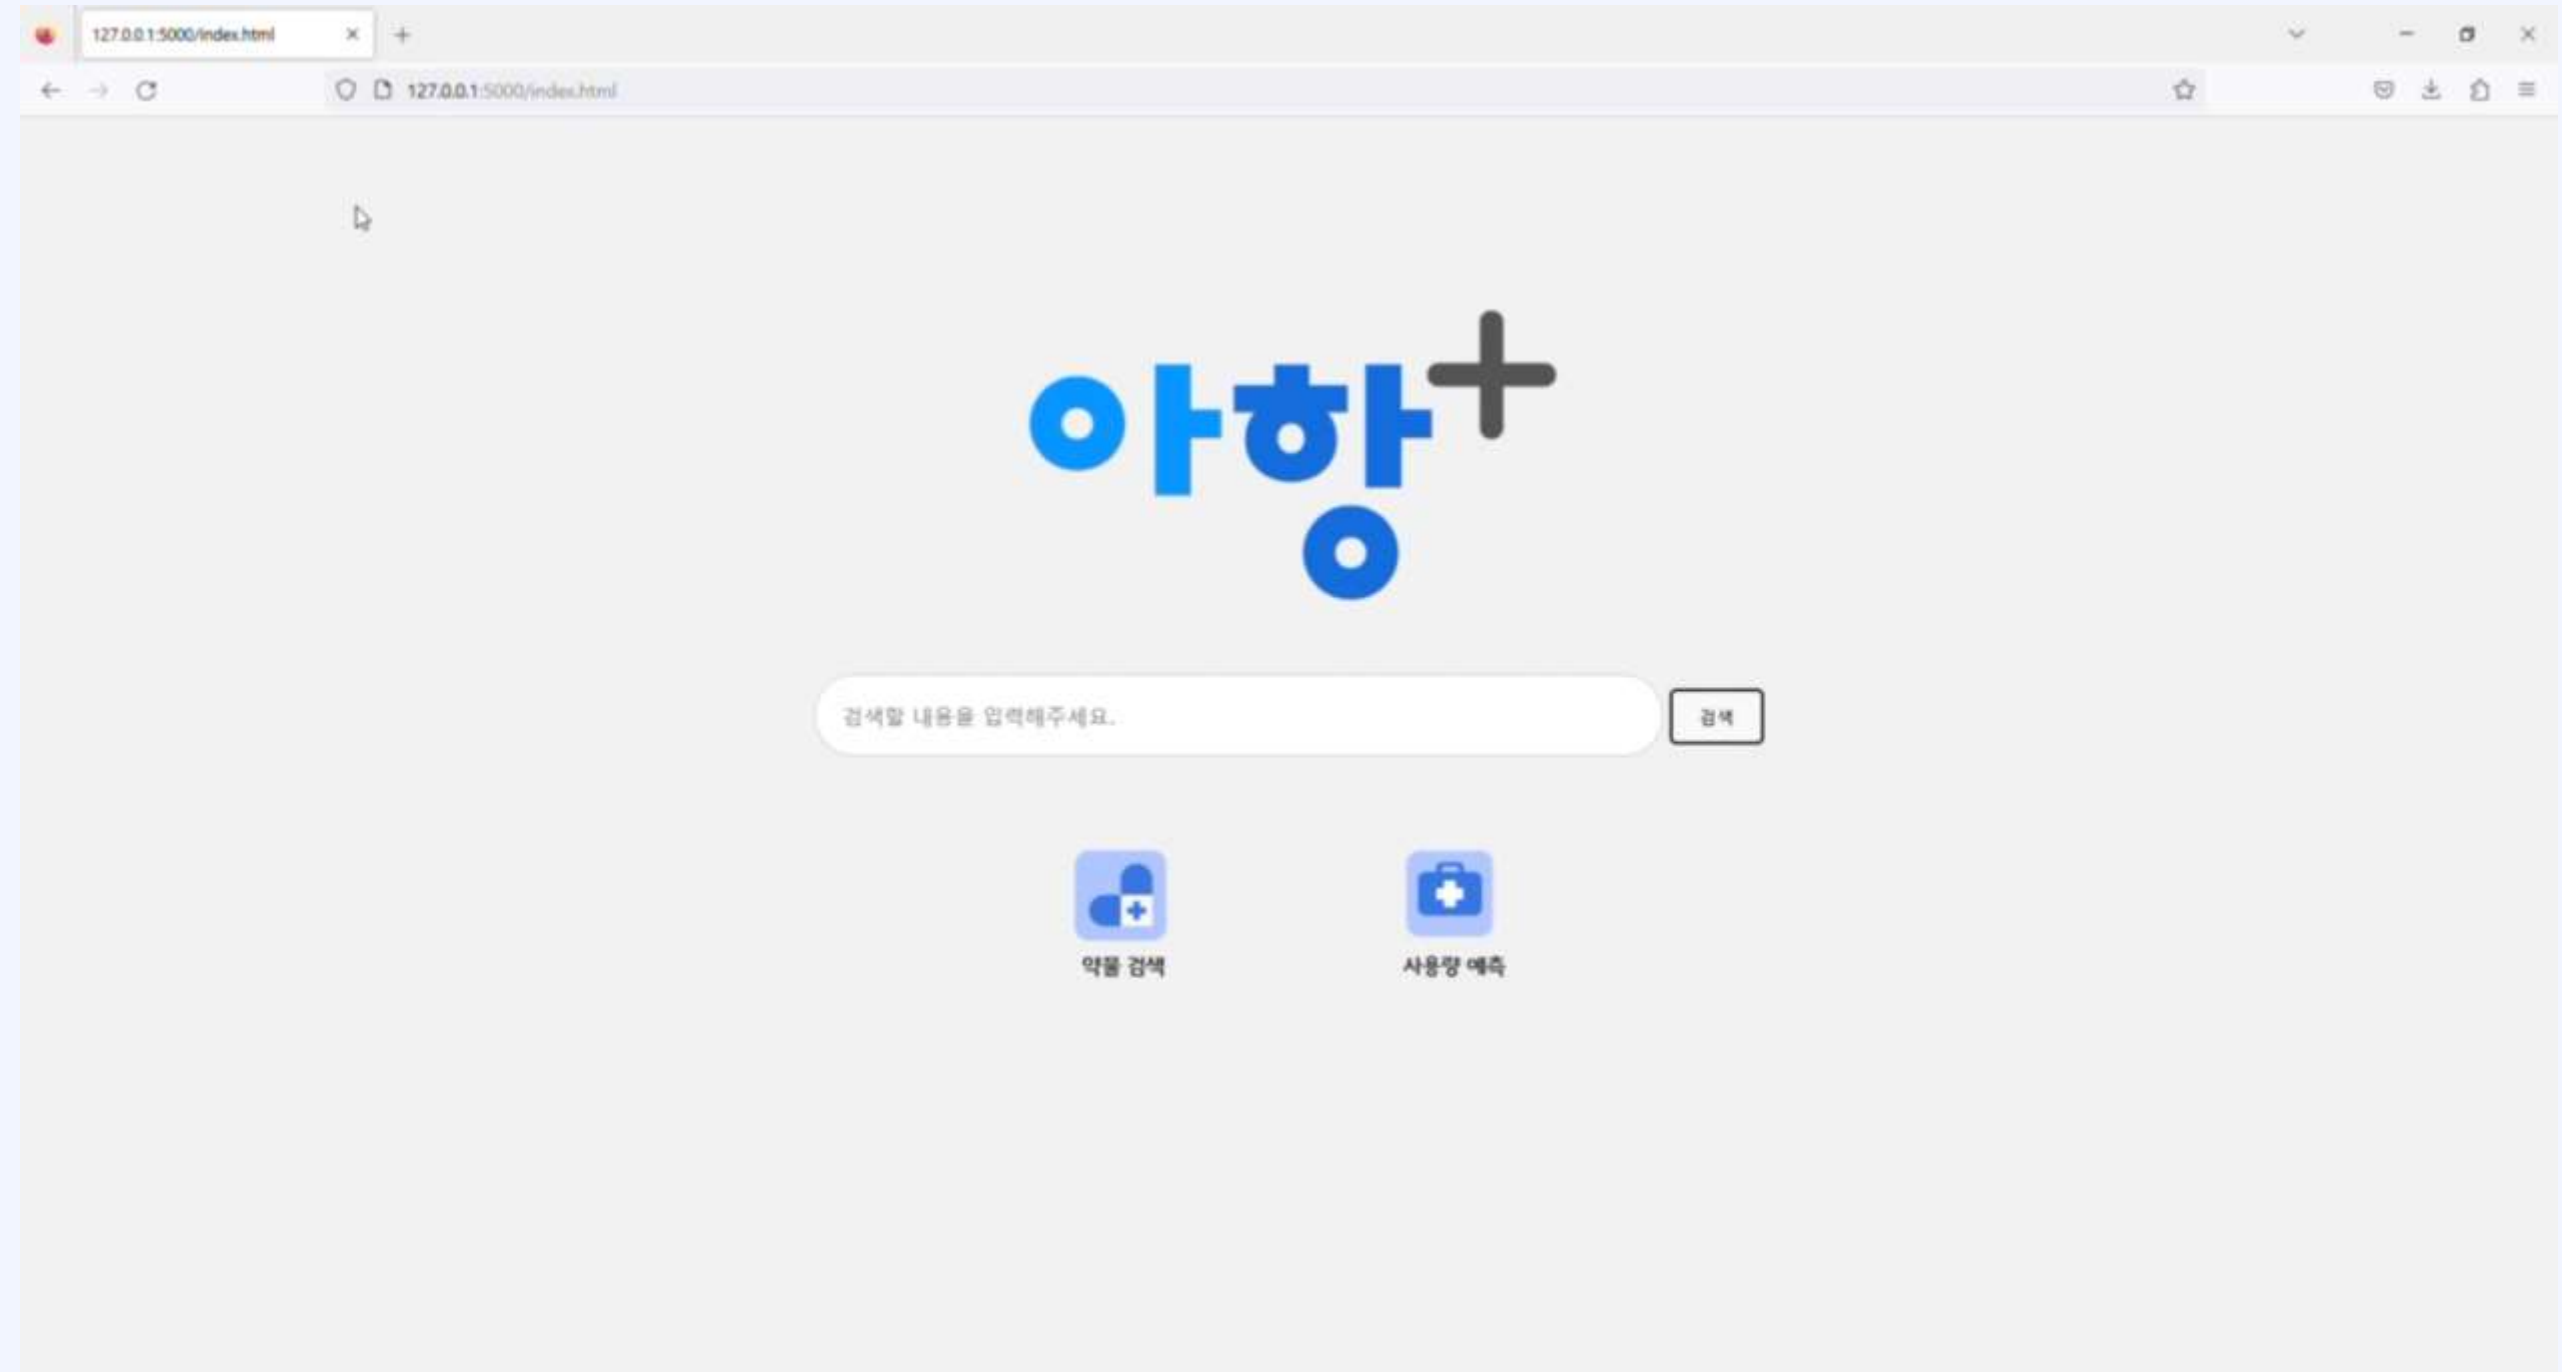 127.0.0.1:5000/index.html
127.0.0.1:5000/index.html
아항+
검색할 내용을 입력해주세요.
검색
약물 검색
사용량 예측